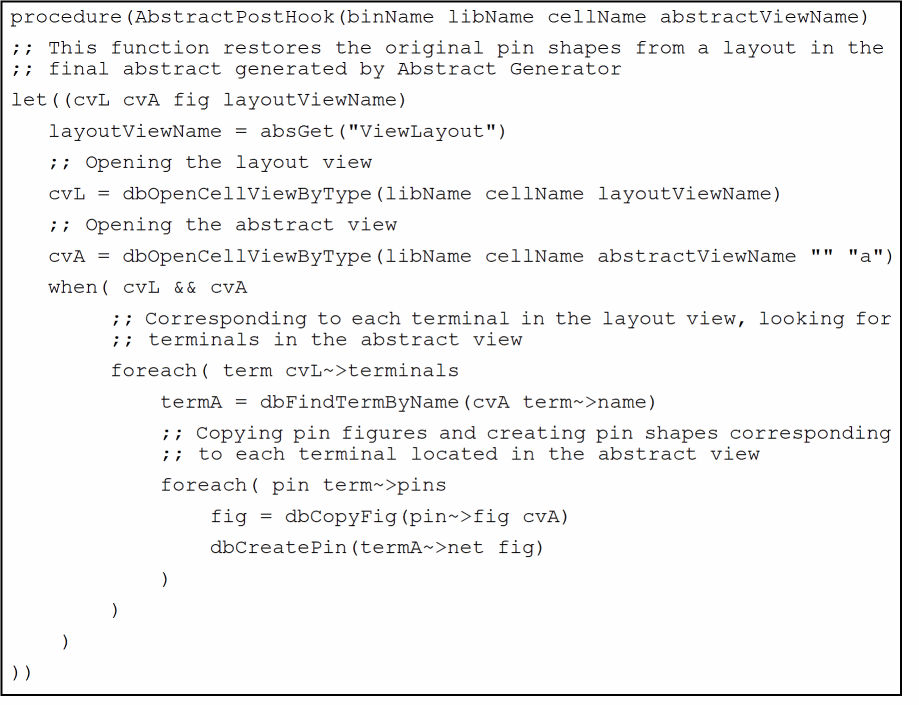 procedure(AbstractPostHook(binName libName cellName abstractViewName)
;; This function restores the original pin shapes from a layout in the
;; final abstract generated by Abstract Generator
let((cvL cvA fig layoutViewName)
layoutViewName = absGet("ViewLayout")
;; Opening the layout view
cvL = dbOpenCellViewByType(libName cellName layoutViewName)
;; Opening the abstract view
cvA = dbOpenCellViewByType(libName cellName abstractViewName "" "a")
when( cvL && cvA
;; Corresponding to each terminal in the layout view, looking for
;; terminals in the abstract view
foreach( term cvL~>terminals
termA = dbFindTermByName(cvA term~>name)
;; Copying pin figures and creating pin shapes corresponding
;; to each terminal located in the abstract view
foreach( pin term~>pins
fig = dbCopyFig(pin~>fig cvA)
dbCreatePin(termA~>net fig)
)
)
)
))